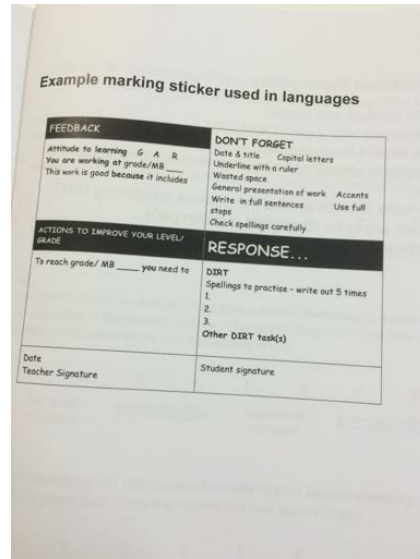 Example marking sticker used in languages
FEEDBACK
Attitude to learning G A R
You are working at grade/MB ____
This work is good because it includes
DON'T FORGET
Date & title Capital letters
Underline with a ruler
Wasted space
General presentation of work Accents
Write in full sentences Use full
stops
Check spellings carefully
ACTIONS TO IMPROVE YOUR LEVEL/
GRADE
To reach grade/ MB ____ you need to
RESPONSE...
DIRT
Spellings to practise - write out 5 times
1.
2.
3.
Other DIRT task(s)
Date
Teacher Signature
Student signature